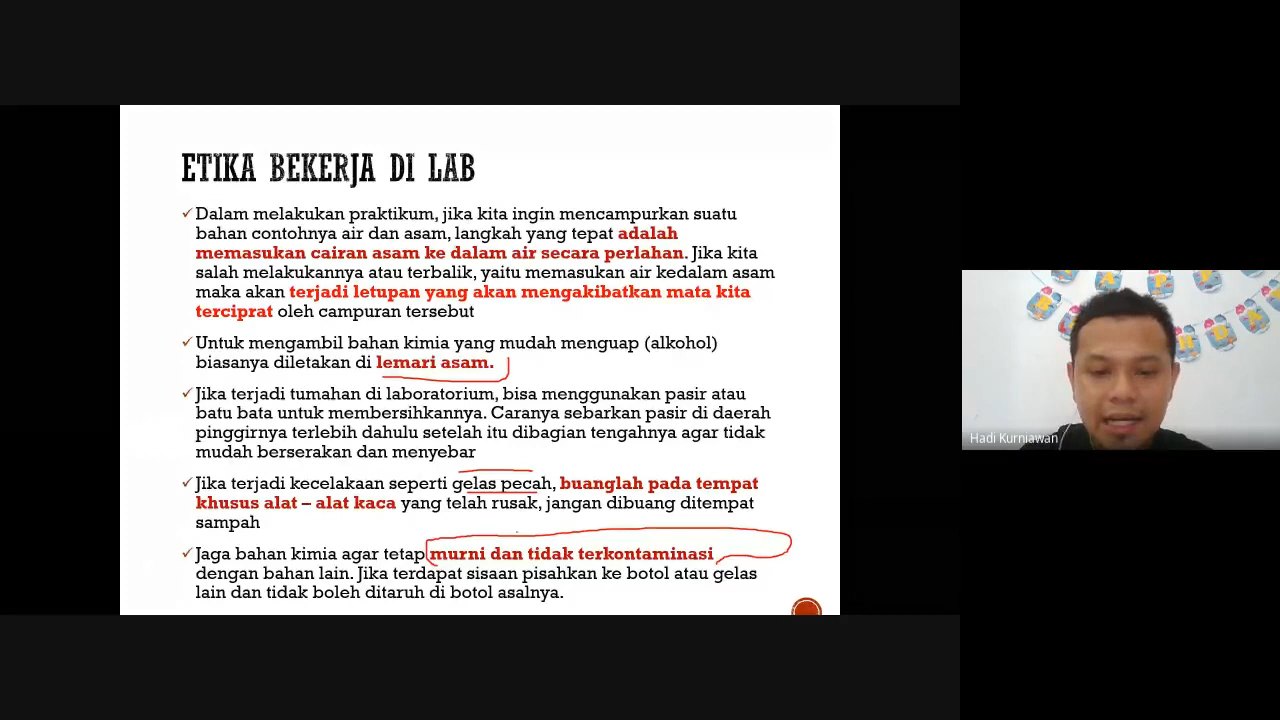 ETIKA BEKERJA DI LAB
Dalam melakukan praktikum, jika kita ingin mencampurkan suatu
bahan contohnya air dan asam, langkah yang tepat adalah
memasukan cairan asam ke dalam air secara perlahan. Jika kita
salah melakukannya atau terbalik, yaitu memasukan air kedalam asam
maka akan terjadi letupan yang akan mengakibatkan mata kita
terciprat oleh campuran tersebut
Untuk mengambil bahan kimia yang mudah menguap (alkohol)
biasanya diletakan di lemari asam.
Jika terjadi tumahan di laboratorium, bisa menggunakan pasir atau
batu bata untuk membersihkannya. Caranya sebarkan pasir di daerah
pinggirnya terlebih dahulu setelah itu dibagian tengahnya agar tidak
mudah berserakan dan menyebar
Jika terjadi kecelakaan seperti gelas pecah, buanglah pada tempat
khusus alat – alat kaca yang telah rusak, jangan dibuang ditempat
sampah
Jaga bahan kimia agar tetap murni dan tidak terkontaminasi
dengan bahan lain. Jika terdapat sisaan pisahkan ke botol atau gelas
lain dan tidak boleh ditaruh di botol asalnya.
Hadi Kurniawan